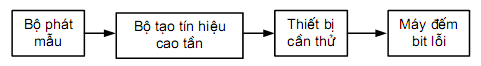 Bộ phát
mẫu
Bộ tạo tín hiệu
cao tần
Thiết bị
cần thử
Máy đếm
bit lỗi